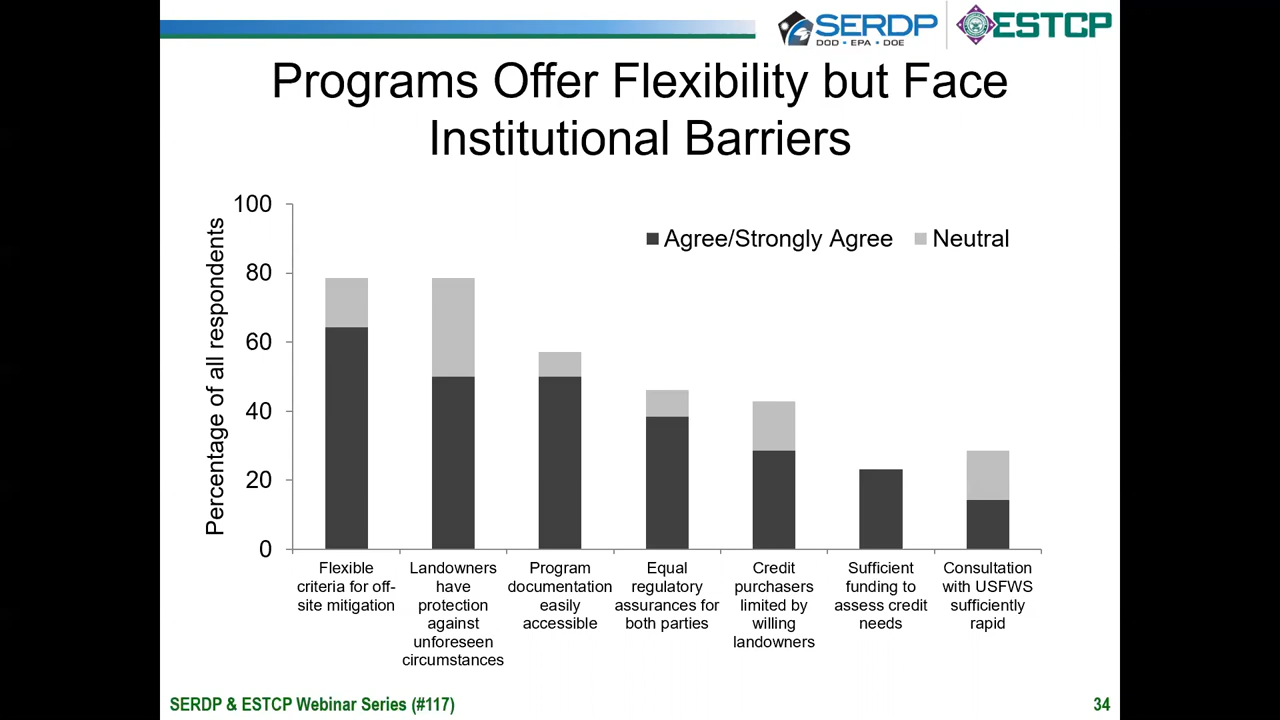 SERDP
DOD • EPA • DOE
ESTCP
Programs Offer Flexibility but Face
Institutional Barriers
Percentage of all respondents
100
80
60
40
20
0
Agree/Strongly Agree
Neutral
Flexible
criteria for off-
site mitigation
Landowners
have
protection
against
unforeseen
circumstances
Program
documentation
easily
accessible
Equal
regulatory
assurances for
both parties
Credit
purchasers
limited by
willing
landowners
Sufficient
funding to
assess credit
needs
Consultation
with USFWS
sufficiently
rapid
SERDP & ESTCP Webinar Series (#117)
34